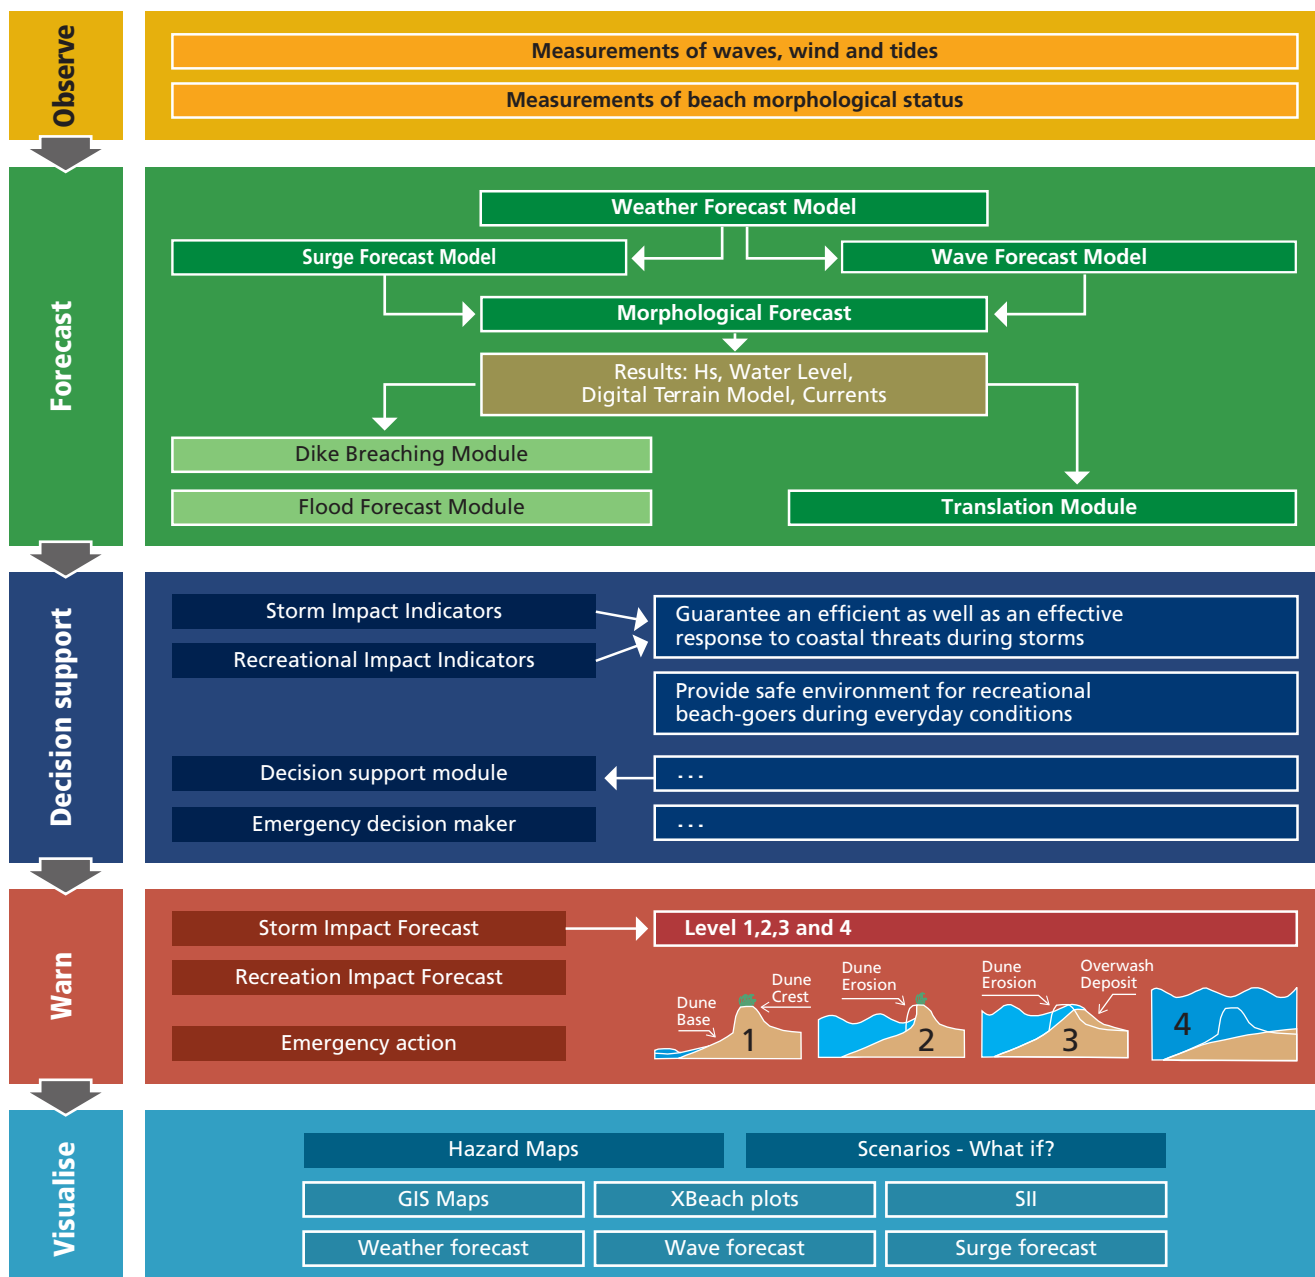 Observe
Measurements of waves, wind and tides
Measurements of beach morphological status
Forecast
Weather Forecast Model
Surge Forecast Model
Wave Forecast Model
Morphological Forecast
Results: Hs, Water Level,
Digital Terrain Model, Currents
Dike Breaching Module
Flood Forecast Module
Translation Module
Decision support
Storm Impact Indicators
Recreational Impact Indicators
Guarantee an efficient as well as an effective
response to coastal threats during storms
Provide safe environment for recreational
beach-goers during everyday conditions
Decision support module
...
Emergency decision maker
...
Warn
Storm Impact Forecast
Level 1,2,3 and 4
Recreation Impact Forecast
Emergency action
Dune
Base
Dune
Crest
1
Dune
Erosion
2
Dune
Erosion
Overwash
Deposit
3
4
Visualise
Hazard Maps
Scenarios - What if?
GIS Maps
XBeach plots
SII
Weather forecast
Wave forecast
Surge forecast